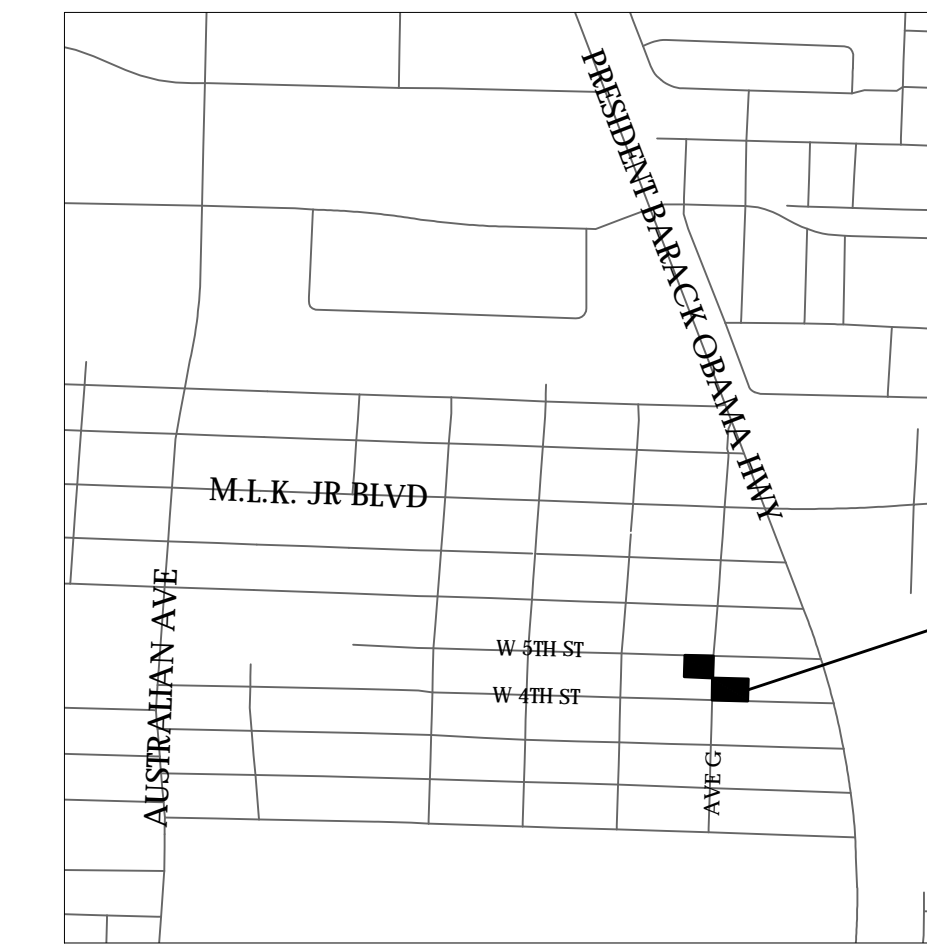 PRESIDENT BARACK OBAMA HWY
M.L.K. JR BLVD
AUSTRALIAN AVE
W 5TH ST
W 4TH ST
AVE G